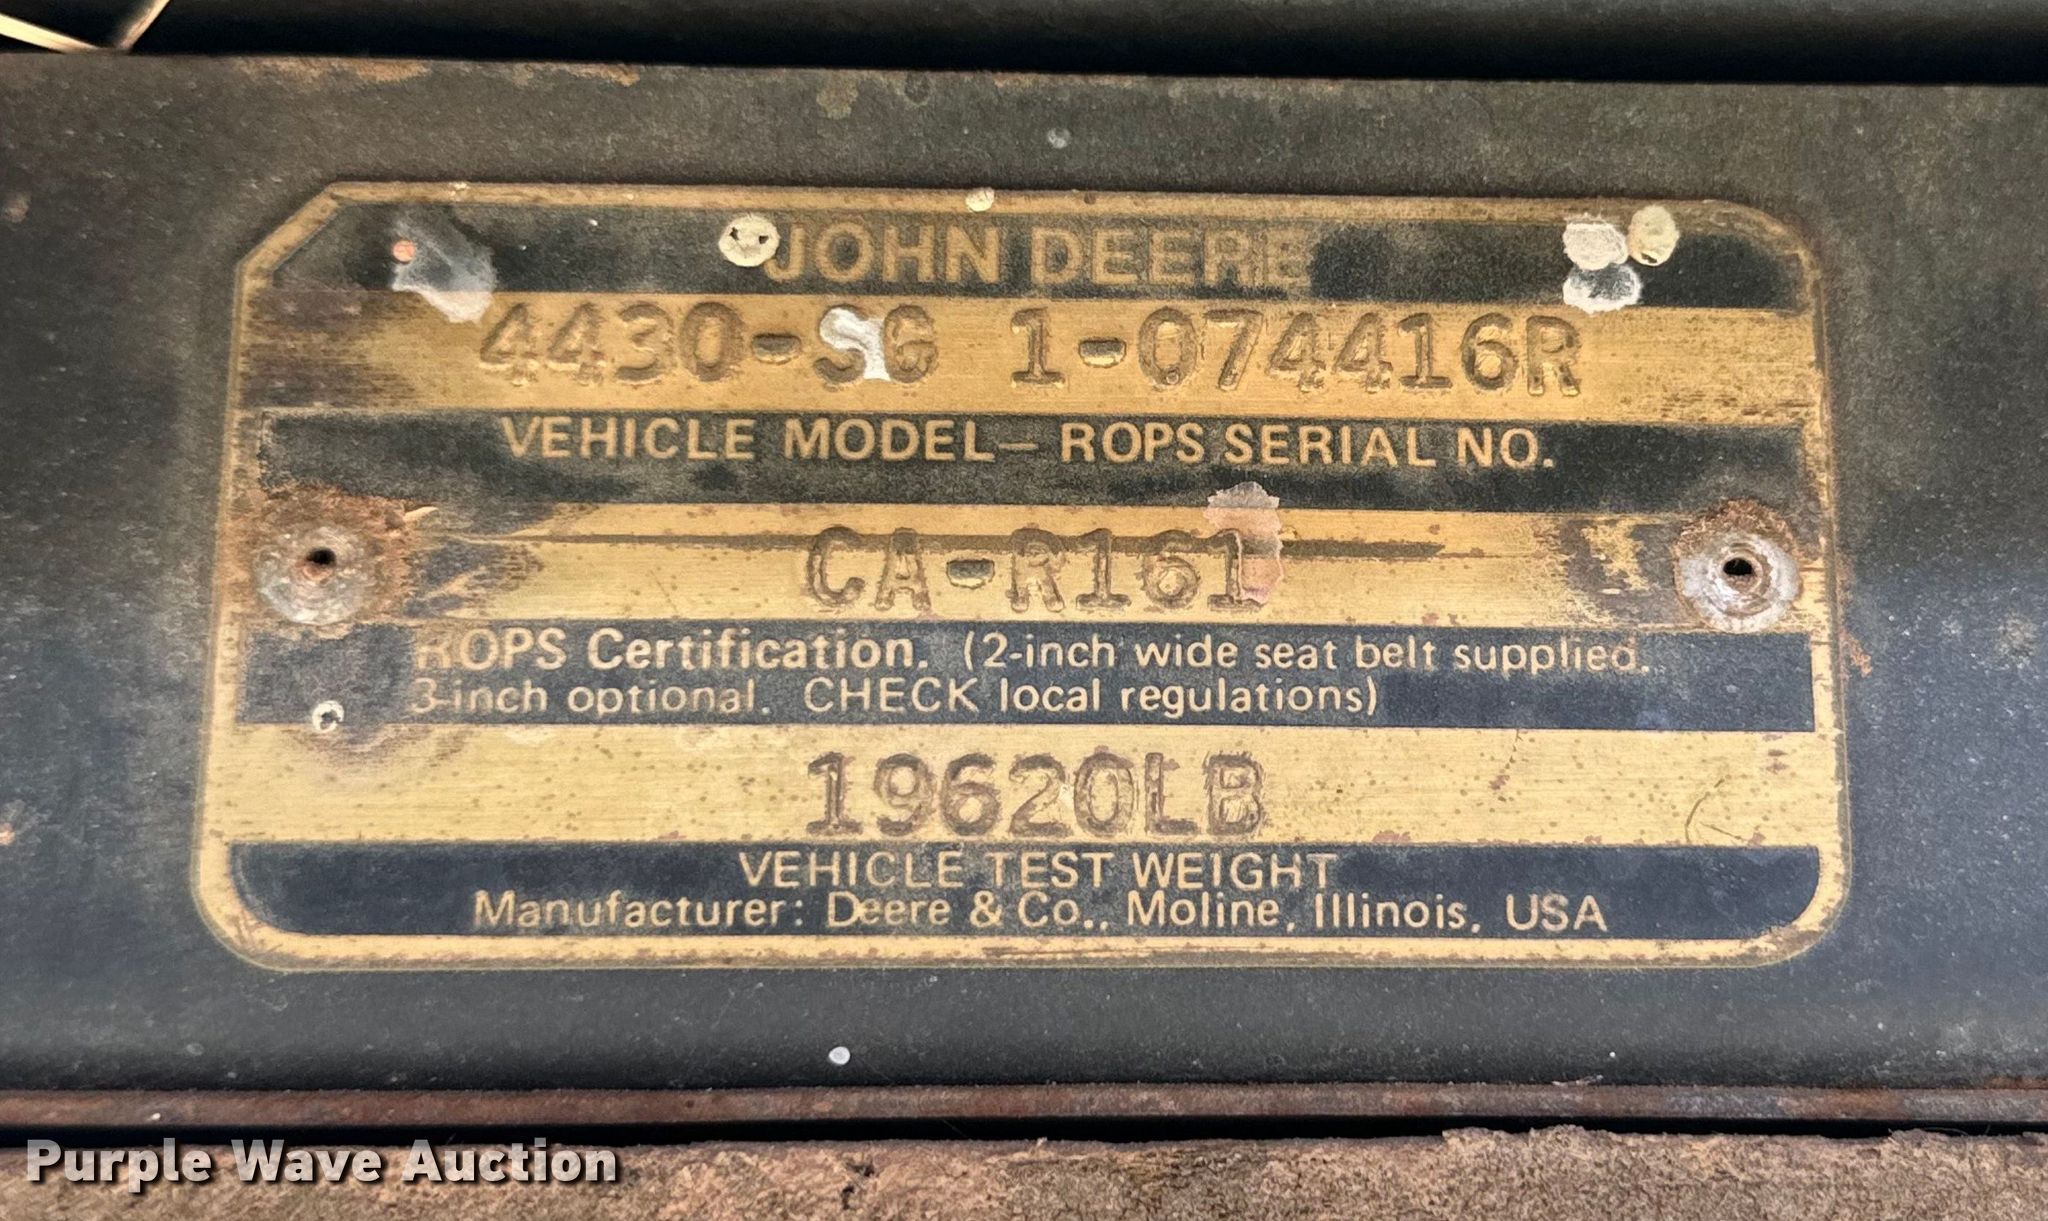 JOHN DEERE
4430-SG 1-074416R
VEHICLE MODEL— ROPS SERIAL NO.
CA-R161
ROPS Certification. (2-inch wide seat belt supplied.
3-inch optional. CHECK local regulations)
19620LB
VEHICLE TEST WEIGHT
Manufacturer: Deere & Co., Moline, Illinois, USA
Purple Wave Auction